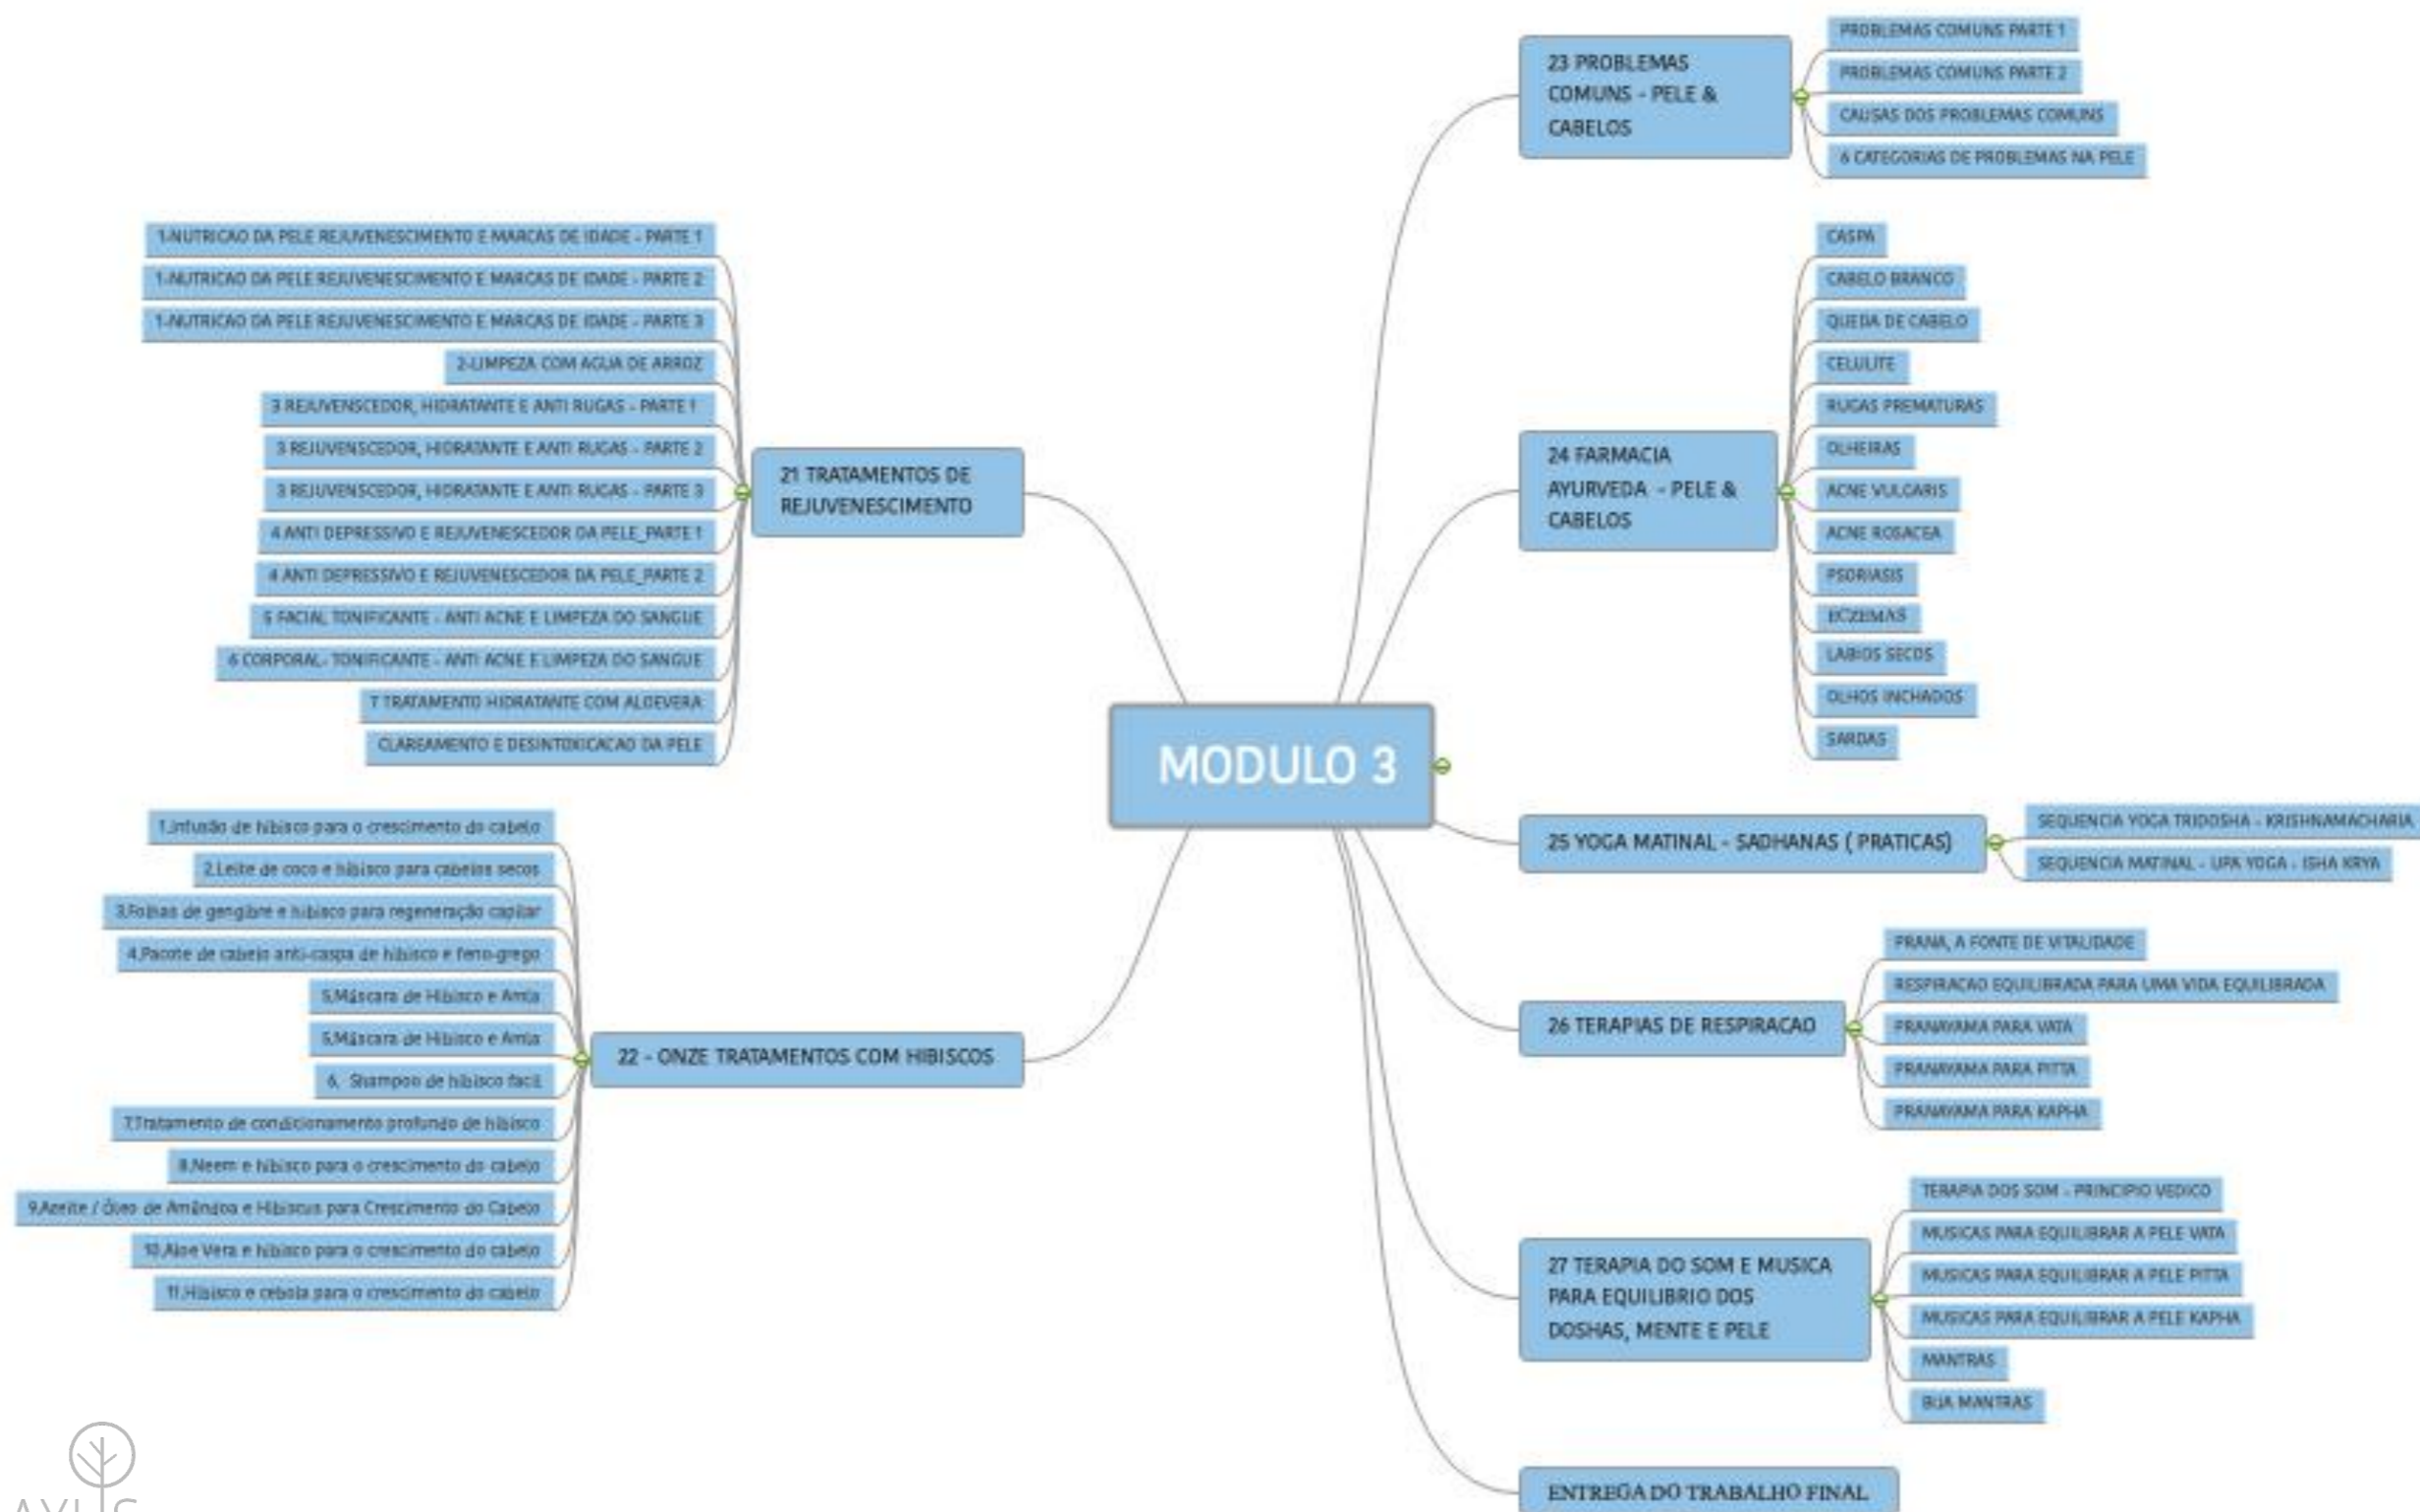 MODULO 3
21 TRATAMENTOS DE
REJUVENESCIMENTO
1-NUTRICAO DA PELE REJUVENESCIMENTO E MARCAS DE IDADE - PARTE 1
1-NUTRICAO DA PELE REJUVENESCIMENTO E MARCAS DE IDADE - PARTE 2
1-NUTRICAO DA PELE REJUVENESCIMENTO E MARCAS DE IDADE - PARTE 3
2-LIMPEZA COM AGUA DE ARROZ
3 REJUVENSCEDOR, HIDRATANTE E ANTI RUGAS - PARTE 1
3 REJUVENSCEDOR, HIDRATANTE E ANTI RUGAS - PARTE 2
3 REJUVENSCEDOR, HIDRATANTE E ANTI RUGAS - PARTE 3
4 ANTI DEPRESSIVO E REJUVENESCEDOR DA PELE_PARTE 1
4 ANTI DEPRESSIVO E REJUVENESCEDOR DA PELE_PARTE 2
5 FACIAL TONIFICANTE - ANTI ACNE E LIMPEZA DO SANGUE
6 CORPORAL- TONIFICANTE - ANTI ACNE E LIMPEZA DO SANGUE
7 TRATAMENTO HIDRATANTE COM ALOEVERA
CLAREAMENTO E DESINTOXICACAO DA PELE
22 - ONZE TRATAMENTOS COM HIBISCOS
1.Infusão de hibisco para o crescimento do cabelo
2.Leite de coco e hibisco para cabelos secos
3.Folhas de gengibre e hibisco para regeneração capilar
4.Pacote de cabelo anti-caspa de hibisco e feno-grego
5.Máscara de Hibisco e Amla
5.Máscara de Hibisco e Amla
6. Shampoo de hibisco facil
7.Tratamento de condicionamento profundo de hibisco
8.Neem e hibisco para o crescimento do cabelo
9.Azeite / Óleo de Amêndoa e Hibiscus para Crescimento do Cabelo
10.Aloe Vera e hibisco para o crescimento do cabelo
11.Hibisco e cebola para o crescimento do cabelo
23 PROBLEMAS
COMUNS - PELE &
CABELOS
PROBLEMAS COMUNS PARTE 1
PROBLEMAS COMUNS PARTE 2
CAUSAS DOS PROBLEMAS COMUNS
6 CATEGORIAS DE PROBLEMAS NA PELE
24 FARMACIA
AYURVEDA - PELE &
CABELOS
CASPA
CABELO BRANCO
QUEDA DE CABELO
CELULITE
RUGAS PREMATURAS
OLHEIRAS
ACNE VULGARIS
ACNE ROSACEA
PSORIASIS
ECZEMAS
LABIOS SECOS
OLHOS INCHADOS
SARDAS
25 YOGA MATINAL - SADHANAS ( PRATICAS)
SEQUENCIA YOGA TRIDOSHA - KRISHNAMACHARIA
SEQUENCIA MATINAL - UPA YOGA - ISHA KRYA
26 TERAPIAS DE RESPIRACAO
PRANA, A FONTE DE VITALIDADE
RESPIRACAO EQUILIBRADA PARA UMA VIDA EQUILIBRADA
PRANAYAMA PARA VATA
PRANAYAMA PARA PITTA
PRANAYAMA PARA KAPHA
27 TERAPIA DO SOM E MUSICA
PARA EQUILIBRIO DOS
DOSHAS, MENTE E PELE
TERAPIA DOS SOM - PRINCIPIO VEDICO
MUSICAS PARA EQUILIBRAR A PELE VATA
MUSICAS PARA EQUILIBRAR A PELE PITTA
MUSICAS PARA EQUILIBRAR A PELE KAPHA
MANTRAS
BIJA MANTRAS
ENTREGA DO TRABALHO FINAL